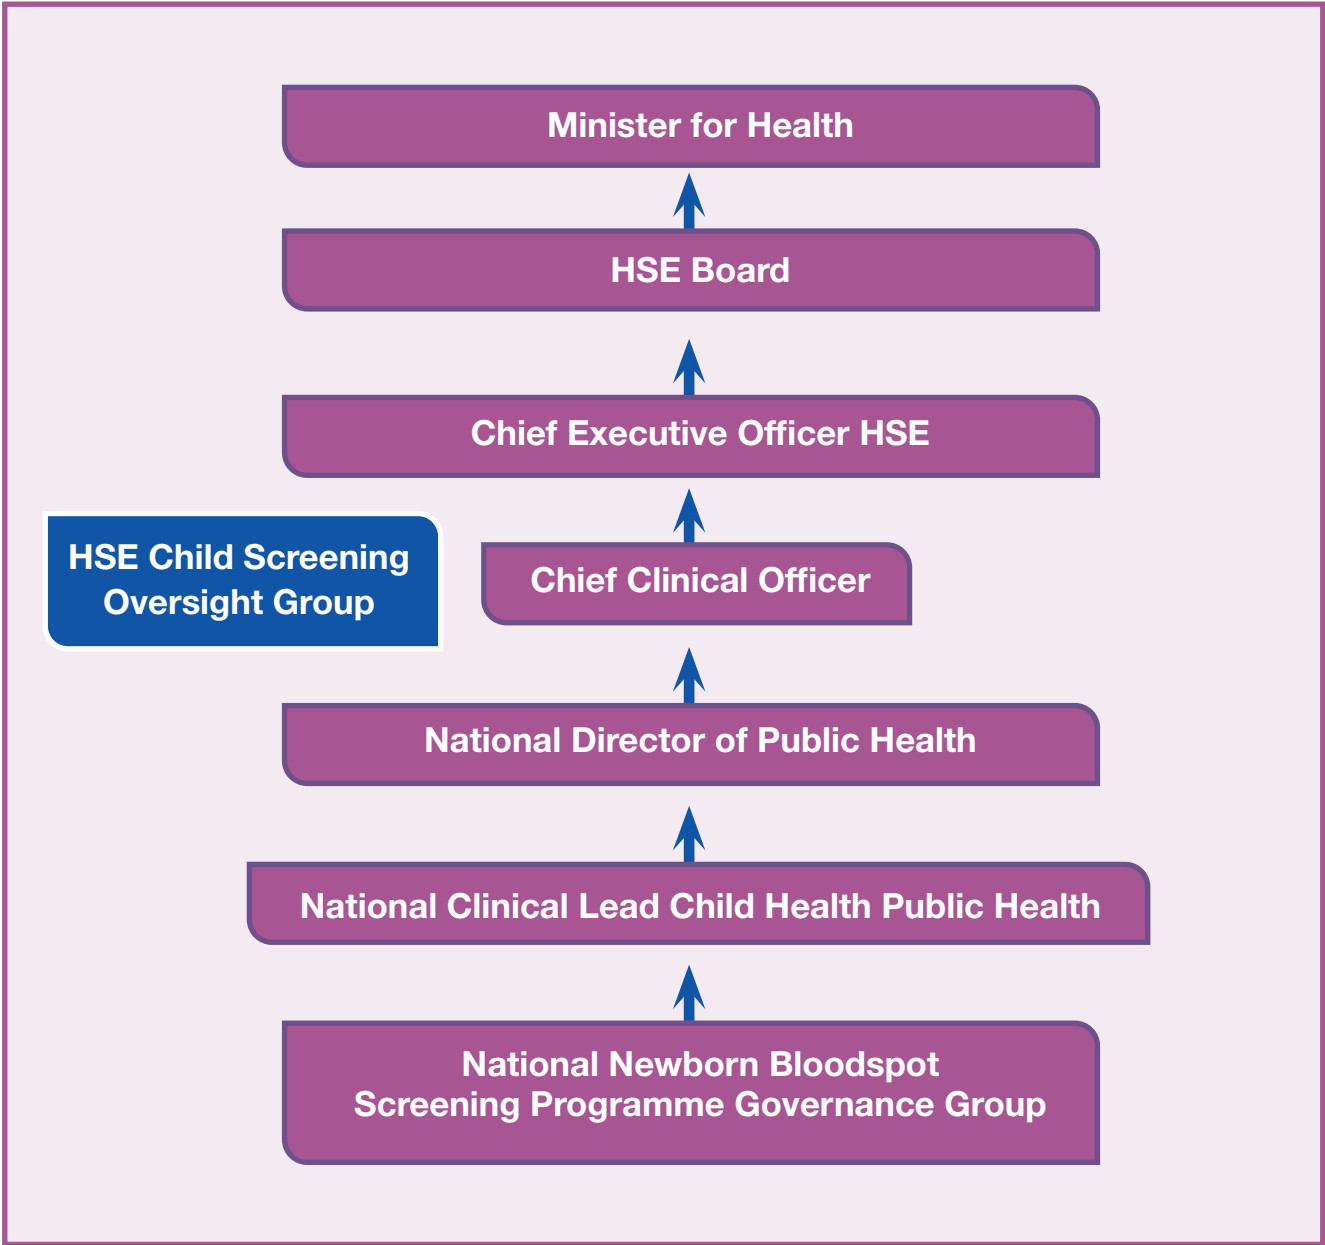 Minister for Health
HSE Board
Chief Executive Officer HSE
HSE Child Screening
Oversight Group
Chief Clinical Officer
National Director of Public Health
National Clinical Lead Child Health Public Health
National Newborn Bloodspot
Screening Programme Governance Group